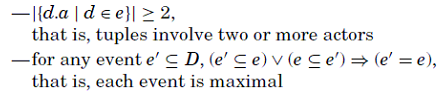 —|{d.a | d ∈ e}| ≥ 2,
that is, tuples involve two or more actors
—for any event e′ ⊆ D, (e′ ⊆ e) ∨ (e ⊆ e′) ⇒ (e′ = e),
that is, each event is maximal